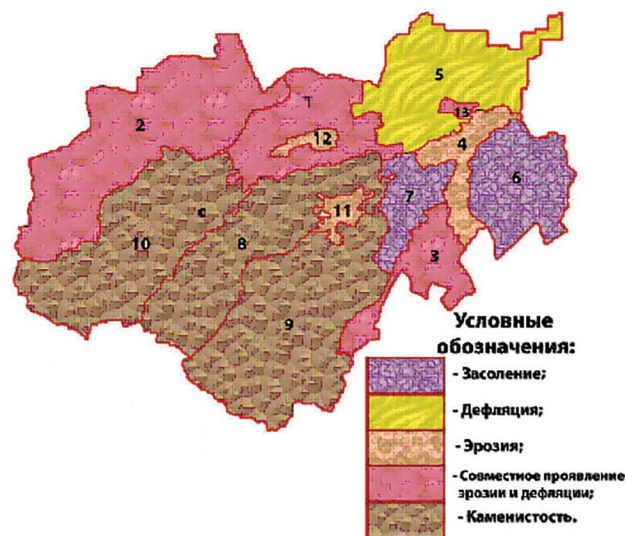 5
1
13
2
12
4
6
с
7
11
10
8
3
9
Условные
обозначения:
- Засоление;
- Дефляция;
- Эрозия;
- Совместное проявление
эрозии и дефляции;
- Каменистость.